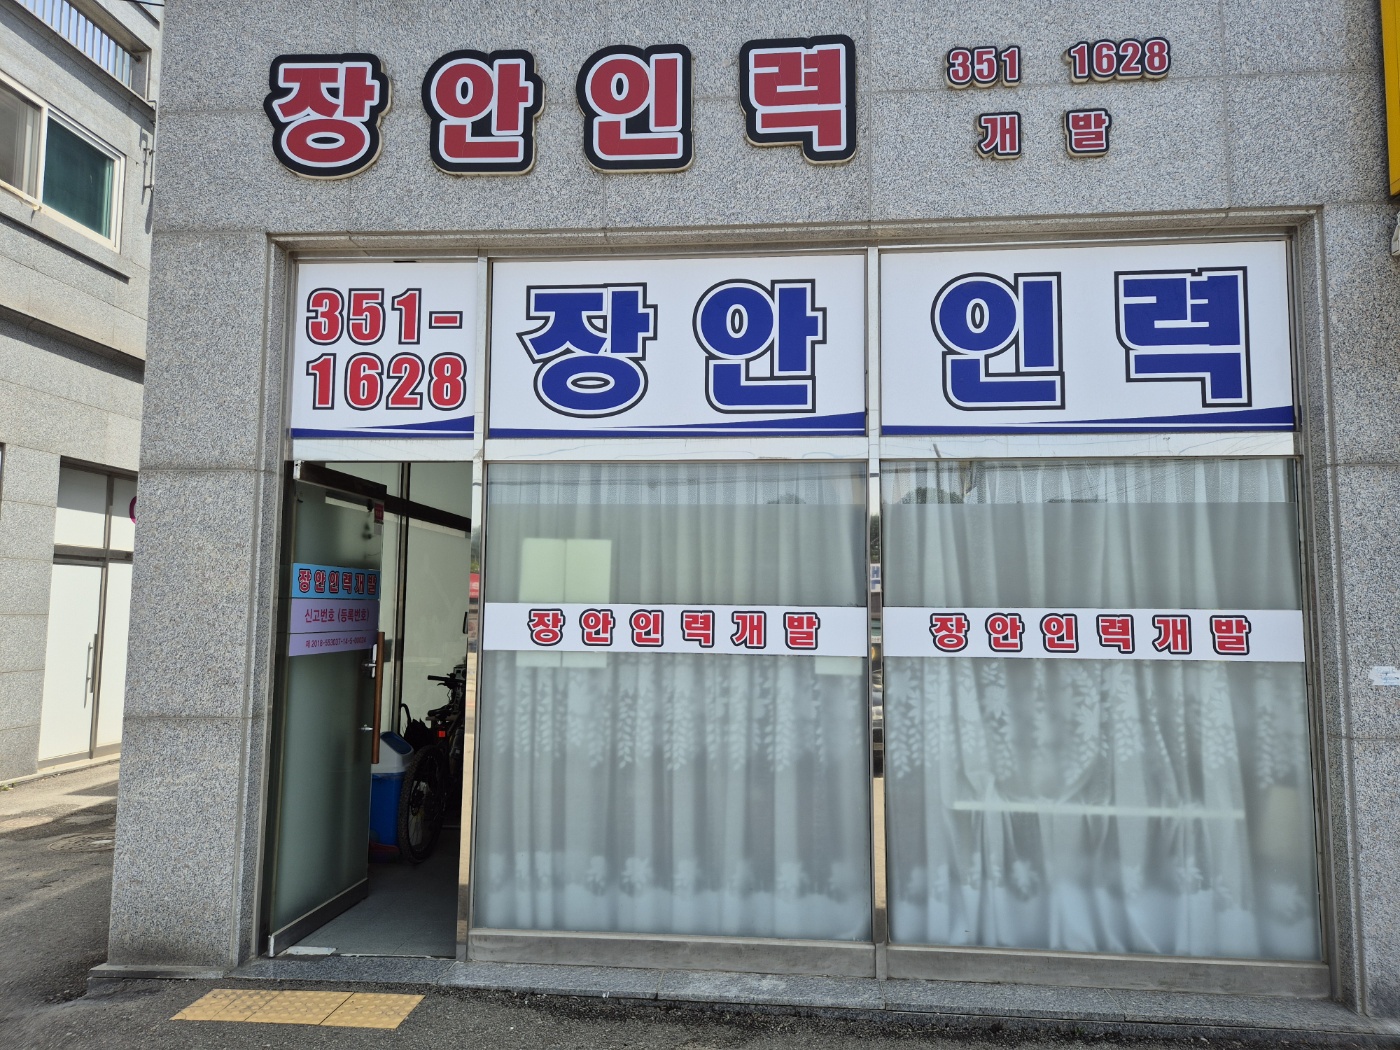 장안인력 351 1628
개발
351-
1628
장안인력
장안인력개발
신고번호 (등록번호)
장안인력개발
장안인력개발